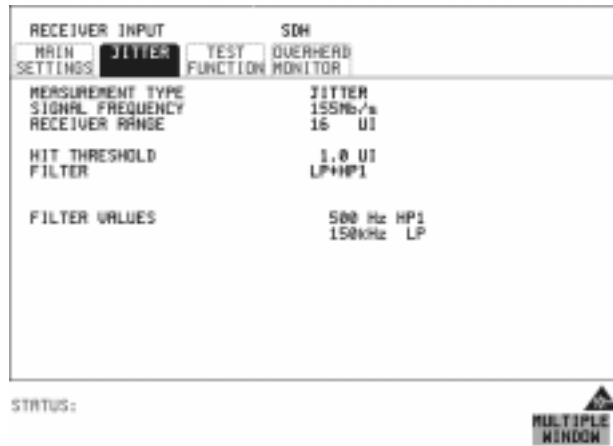 RECEIVER INPUT SDH
MAIN SETTINGS JITTER TEST FUNCTION OVERHEAD MONITOR
MEASUREMENT TYPE JITTER
SIGNAL FREQUENCY 155Mb/s
RECEIVER RANGE 16 UI
HIT THRESHOLD 1.0 UI
FILTER LP+HP1
FILTER VALUES 500 Hz HP1
150kHz LP
STATUS:
MULTIPLE
WINDOW